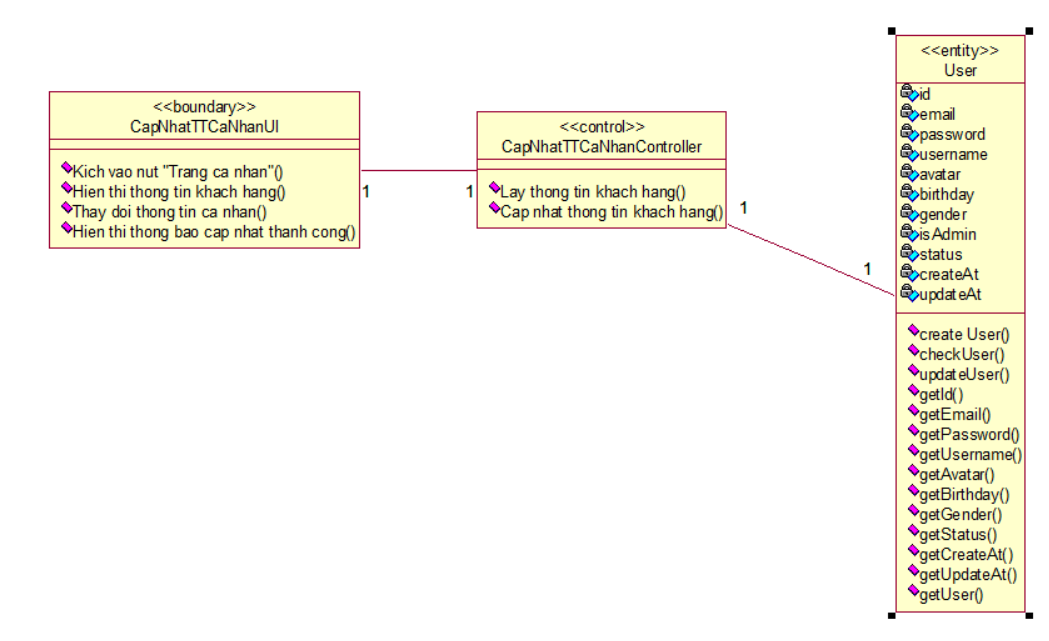 <<boundary>>
CapNhatTTCaNhanUI
Kich vao nut "Trang ca nhan"()
Hien thi thong tin khach hang()
Thay doi thong tin ca nhan()
Hien thi thong bao cap nhat thanh cong()
1
1
<<control>>
CapNhatTTCaNhanController
Lay thong tin khach hang()
Cap nhat thong tin khach hang()
1
1
<<entity>>
User
id
email
password
username
avatar
birthday
gender
isAdmin
status
createAt
updateAt
create User()
checkUser()
updateUser()
getId()
getEmail()
getPassword()
getUsername()
getAvatar()
getBirthday()
getGender()
getStatus()
getCreateAt()
getUpdateAt()
getUser()